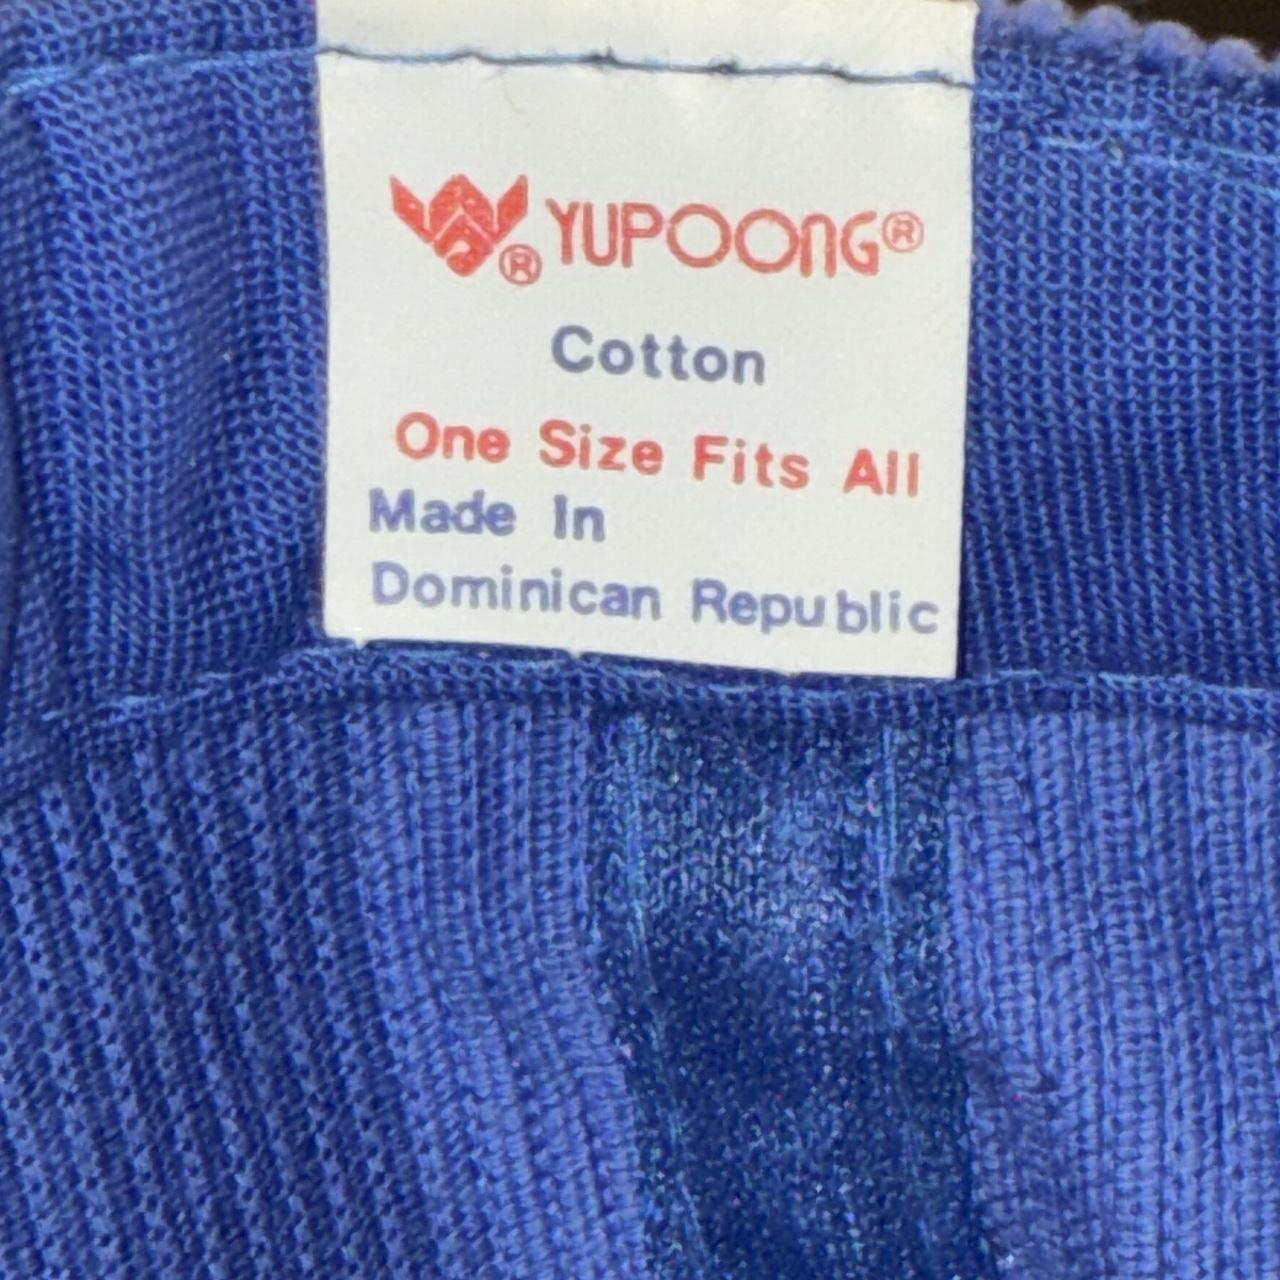 ® YUPOONG®
Cotton
One Size Fits All
Made In
Dominican Republic